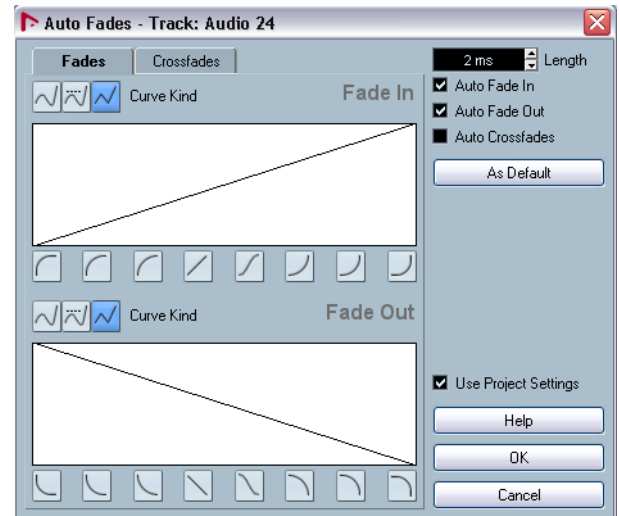 Auto Fades - Track: Audio 24
Fades
Crossfades
Curve Kind
Fade In
Curve Kind
Fade Out
2 ms
Length
Auto Fade In
Auto Fade Out
Auto Crossfades
As Default
Use Project Settings
Help
OK
Cancel